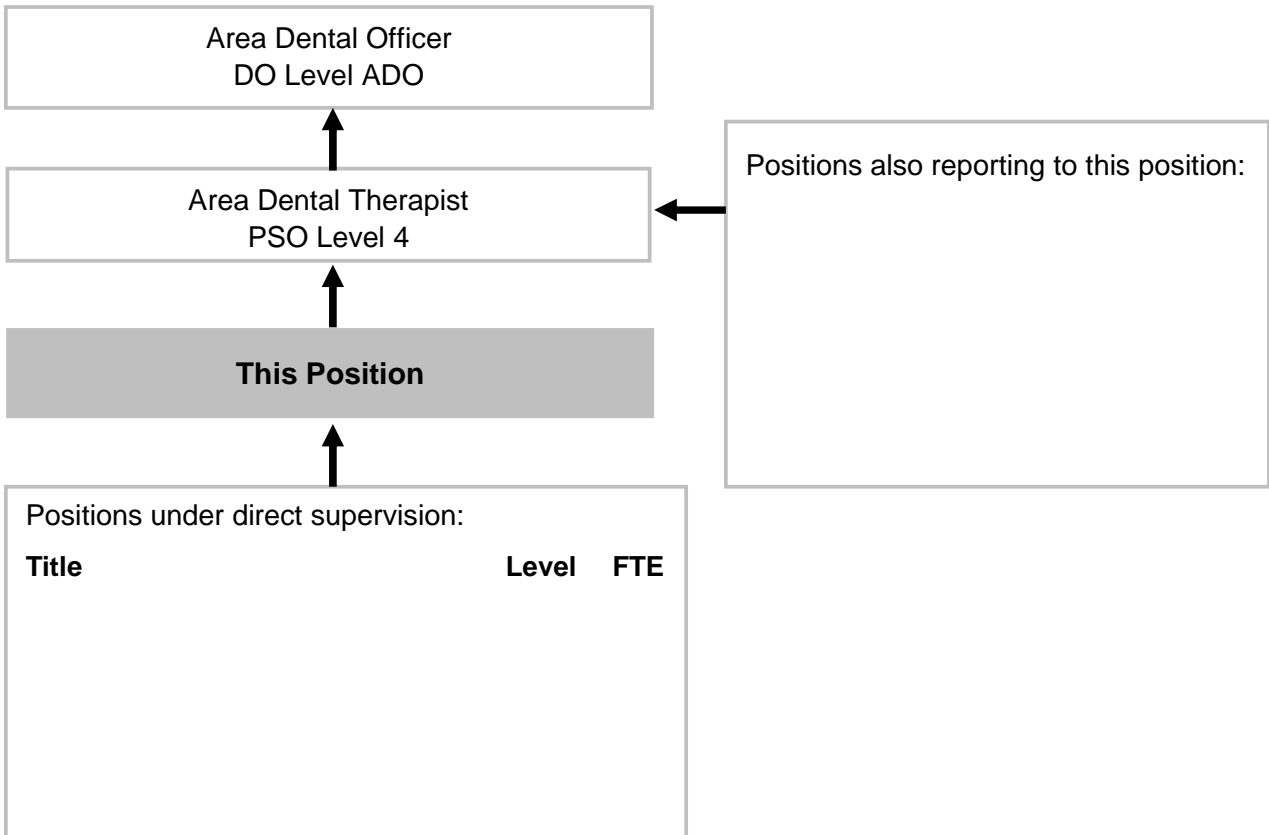 Area Dental Officer
DO Level ADO
Area Dental Therapist
PSO Level 4
Positions also reporting to this position:
This Position
Positions under direct supervision:
Title Level FTE